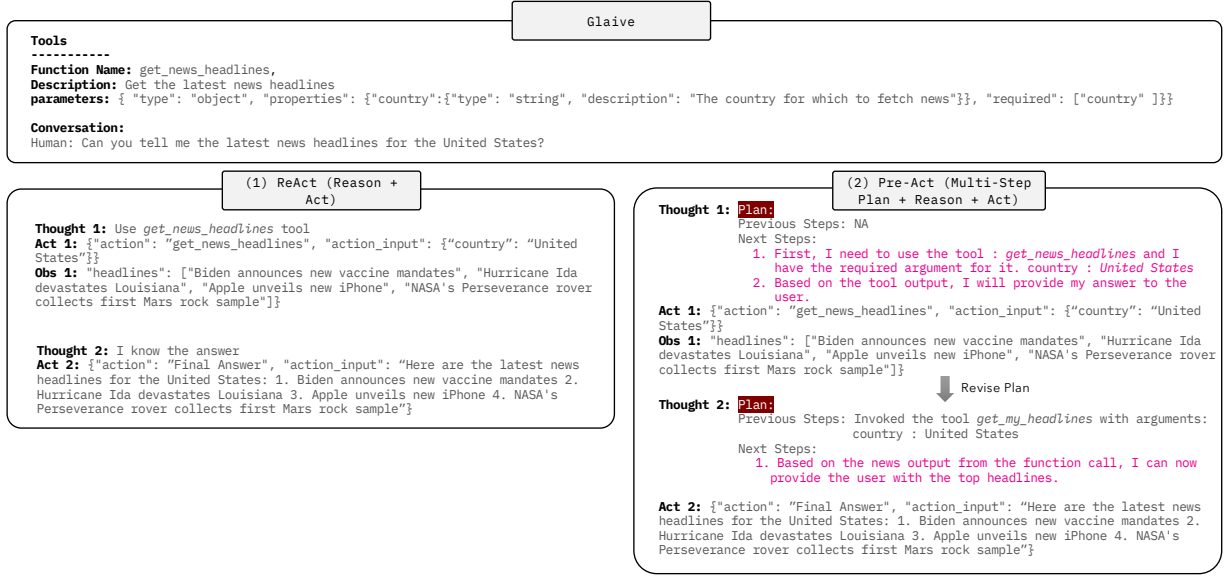 Glaive
Tools
-----------
Function Name: get_news_headlines,
Description: Get the latest news headlines
parameters: { "type": "object", "properties": {"country":{"type": "string", "description": "The country for which to fetch news"}}, "required": ["country" ]}}
Conversation:
Human: Can you tell me the latest news headlines for the United States?
(1) ReAct (Reason +
Act)
Thought 1: Use get_news_headlines tool
Act 1: {"action": ”get_news_headlines", "action_input": {“country”: “United
States”}}
Obs 1: "headlines": ["Biden announces new vaccine mandates", "Hurricane Ida
devastates Louisiana", "Apple unveils new iPhone", "NASA's Perseverance rover
collects first Mars rock sample"]}
Thought 2: I know the answer
Act 2: {"action": ”Final Answer", "action_input": “Here are the latest news
headlines for the United States: 1. Biden announces new vaccine mandates 2.
Hurricane Ida devastates Louisiana 3. Apple unveils new iPhone 4. NASA's
Perseverance rover collects first Mars rock sample”}
(2) Pre-Act (Multi-Step
Plan + Reason + Act)
Thought 1: Plan:
Previous Steps: NA
Next Steps:
1. First, I need to use the tool : get_news_headlines and I
have the required argument for it. country : United States
2. Based on the tool output, I will provide my answer to the
user.
Act 1: {"action": ”get_news_headlines", "action_input": {“country”: “United
States”}}
Obs 1: "headlines": ["Biden announces new vaccine mandates", "Hurricane Ida
devastates Louisiana", "Apple unveils new iPhone", "NASA's Perseverance rover
collects first Mars rock sample"]}
Revise Plan
Thought 2: Plan:
Previous Steps: Invoked the tool get_my_headlines with arguments:
country : United States
Next Steps:
1. Based on the news output from the function call, I can now
provide the user with the top headlines.
Act 2: {"action": ”Final Answer", "action_input": “Here are the latest news
headlines for the United States: 1. Biden announces new vaccine mandates 2.
Hurricane Ida devastates Louisiana 3. Apple unveils new iPhone 4. NASA's
Perseverance rover collects first Mars rock sample”}